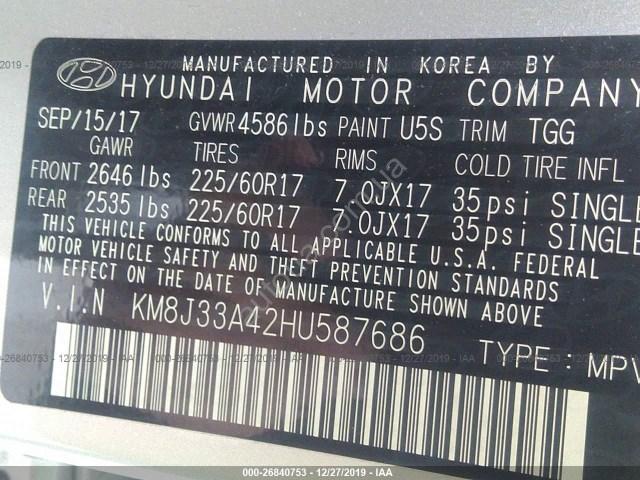 MANUFACTURED IN KOREA BY
HYUNDAI MOTOR COMPANY
SEP/15/17 GVWR 4586 lbs PAINT U5S TRIM TGG
GAWR TIRES RIMS COLD TIRE INFL
FRONT 2646 lbs 225/60R17 7.0JX17 35psi SINGLE
REAR 2535 lbs 225/60R17 7.0JX17 35psi SINGLE
THIS VEHICLE CONFORMS TO ALL APPLICABLE U.S.A. FEDERAL
MOTOR VEHICLE SAFETY AND THEFT PREVENTION STANDARDS
IN EFFECT ON THE DATE OF MANUFACTURE SHOWN ABOVE
V.I.N KM8J33A42HU587686
TYPE : MPV
000-26840753 • 12/27/2019 - IAA